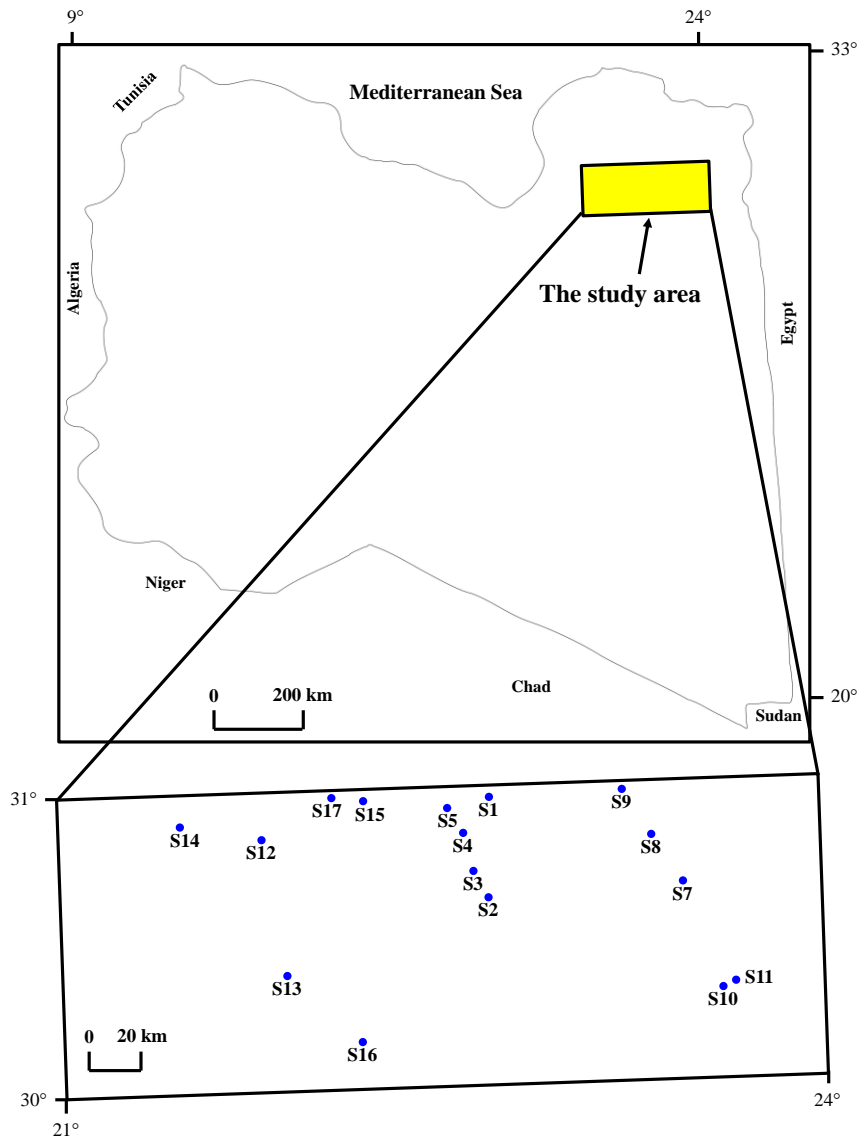 9°
24°
33°
Tunisia
Mediterranean Sea
Algeria
The study area
Egypt
Niger
Chad
0 200 km
20°
Sudan
31°
S17
S15
S5
S1
S9
S14
S12
S4
S8
S3
S2
S7
S13
S11
S10
0 20 km
S16
30°
21°
24°